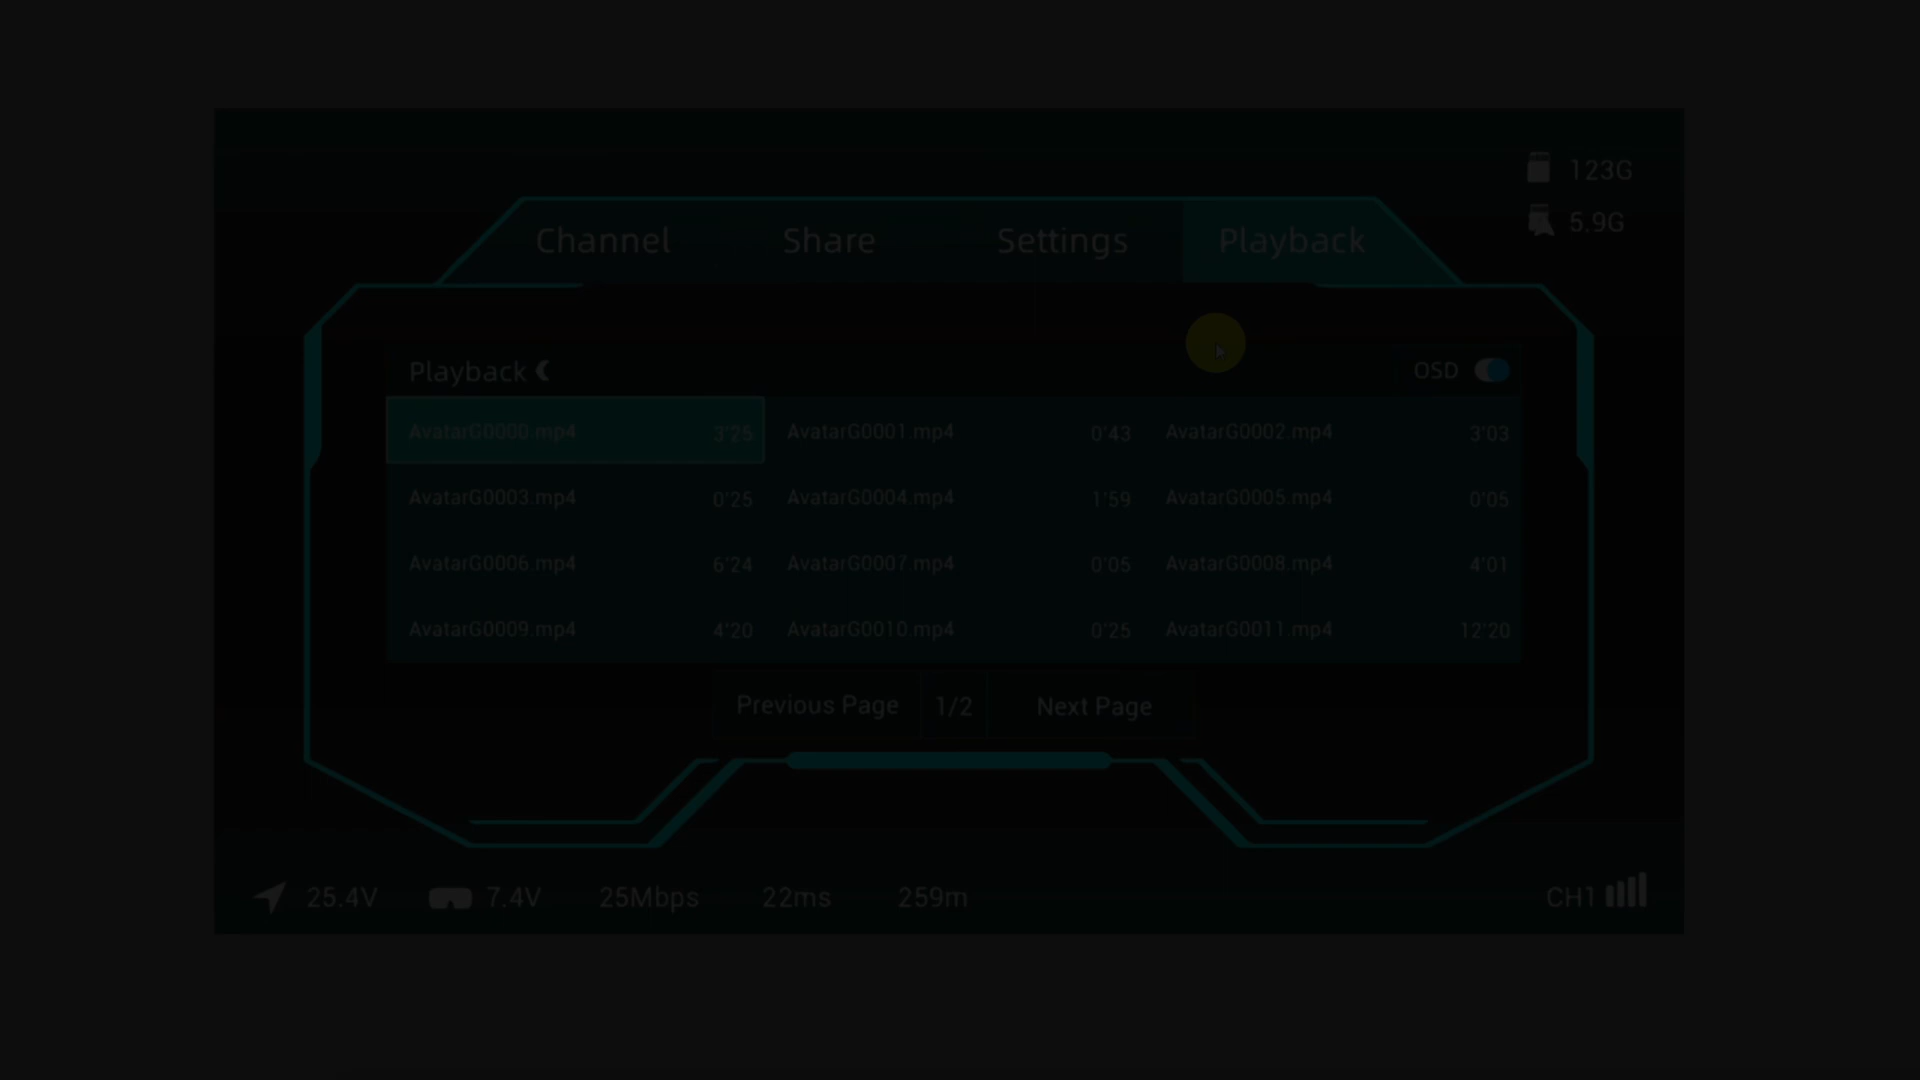 123G
5.9G
Channel Share Settings Playback
Playback OSD
AvatarG0000.mp4 3'25 AvatarG0001.mp4 0'43 AvatarG0002.mp4 3'03
AvatarG0003.mp4 0'25 AvatarG0004.mp4 1'59 AvatarG0005.mp4 0'05
AvatarG0006.mp4 6'24 AvatarG0007.mp4 0'05 AvatarG0008.mp4 4'01
AvatarG0009.mp4 4'20 AvatarG0010.mp4 0'25 AvatarG0011.mp4 12'20
Previous Page 1/2 Next Page
25.4V 7.4V 25Mbps 22ms 259m CH1